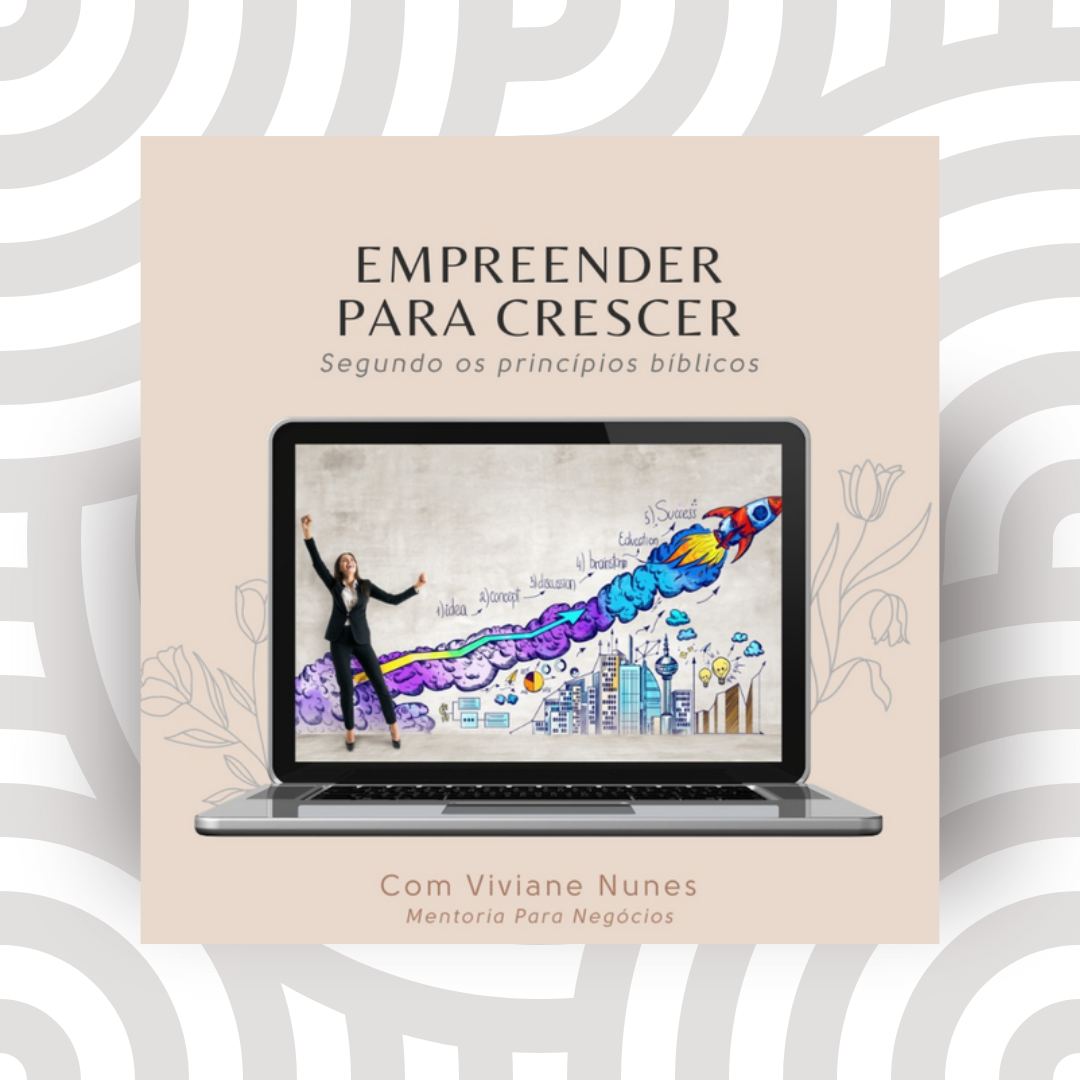 EMPREENDER
PARA CRESCER
Segundo os princípios bíblicos
5) Success
Education
4) brainstorm
3) discussion
2) concept
1) idea
Com Viviane Nunes
Mentoria Para Negócios